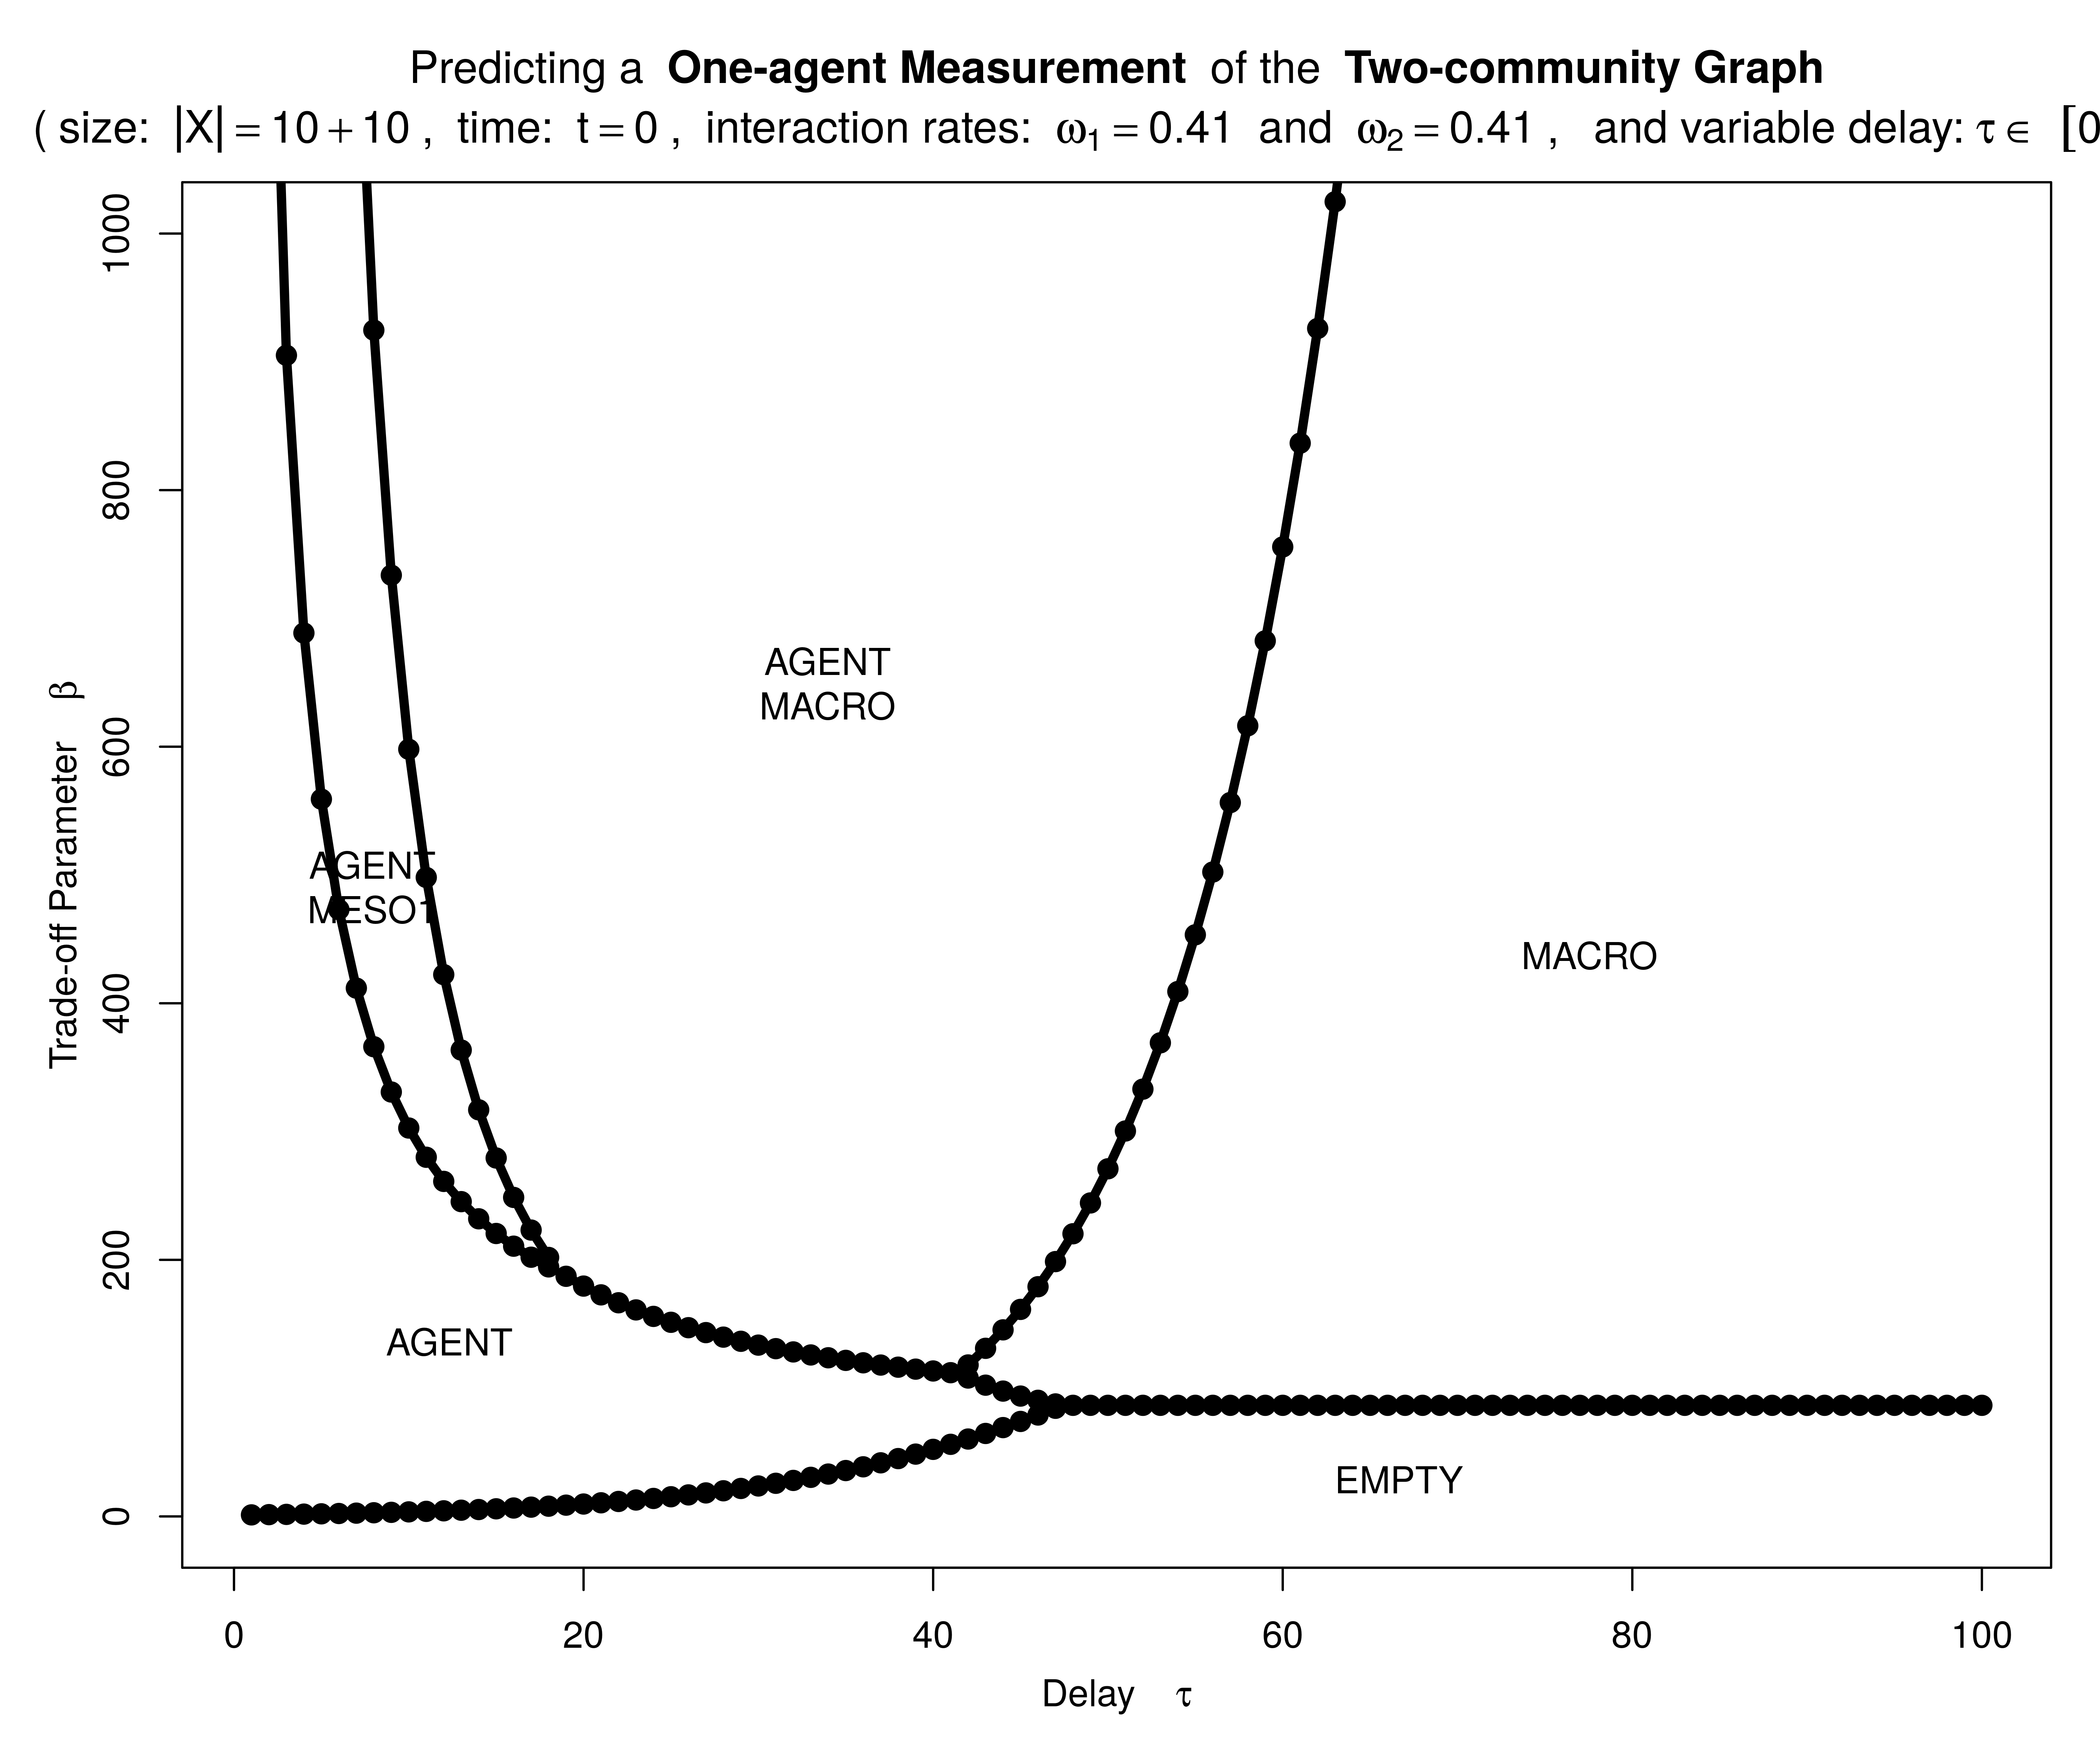 Predicting a One-agent Measurement of the Two-community Graph
( size: |X| = 10 + 10 , time: t = 0 , interaction rates: ω1 = 0.41 and ω2 = 0.41 , and variable delay: τ ∈ [0
1000
800
600
400
200
0
Trade-off Parameter β
AGENT
MACRO
AGENT
MESO1
MACRO
AGENT
EMPTY
0 20 40 60 80 100
Delay τ